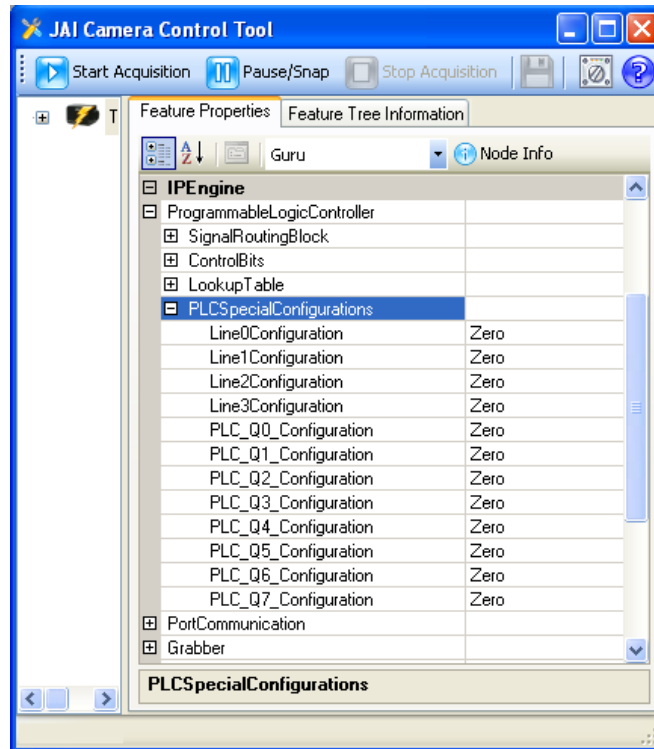 JAI Camera Control Tool
Start Acquisition Pause/Snap Stop Acquisition
T
Feature Properties Feature Tree Information
A Z Guru Node Info
IPEngine
ProgrammableLogicController
SignalRoutingBlock
ControlBits
LookupTable
PLCSpecialConfigurations
Line0Configuration Zero
Line1Configuration Zero
Line2Configuration Zero
Line3Configuration Zero
PLC_Q0_Configuration Zero
PLC_Q1_Configuration Zero
PLC_Q2_Configuration Zero
PLC_Q3_Configuration Zero
PLC_Q4_Configuration Zero
PLC_Q5_Configuration Zero
PLC_Q6_Configuration Zero
PLC_Q7_Configuration Zero
PortCommunication
Grabber
PLCSpecialConfigurations